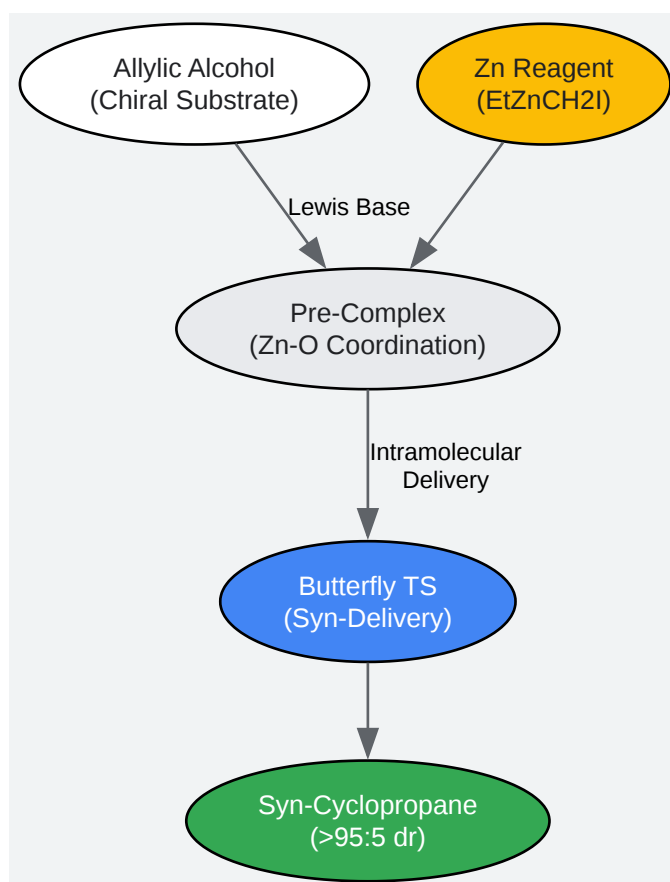 Allylic Alcohol
(Chiral Substrate)
Zn Reagent
(EtZnCH2I)
Lewis Base
Pre-Complex
(Zn-O Coordination)
Intramolecular
Delivery
Butterfly TS
(Syn-Delivery)
Syn-Cyclopropane
(>95:5 dr)